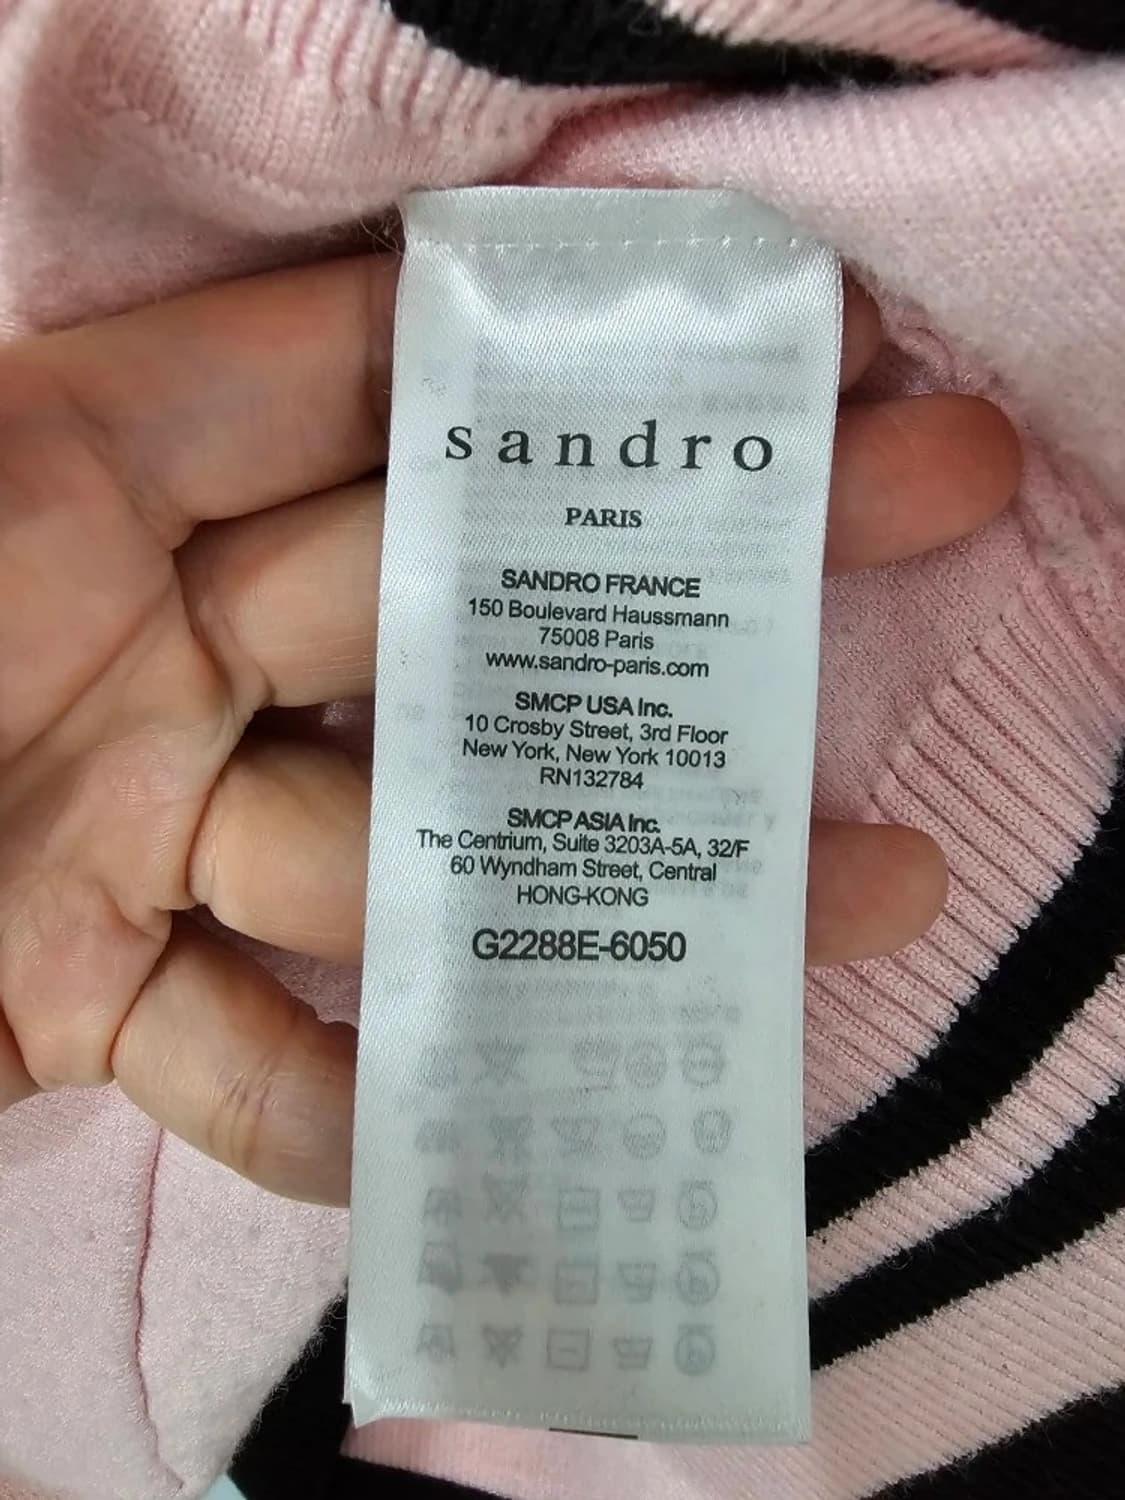 sandro
PARIS
SANDRO FRANCE
150 Boulevard Haussmann
75008 Paris
www.sandro-paris.com
SMCP USA Inc.
10 Crosby Street, 3rd Floor
New York, New York 10013
RN132784
SMCP ASIA Inc.
The Centrium, Suite 3203A-5A, 32/F
60 Wyndham Street, Central
HONG-KONG
G2288E-6050